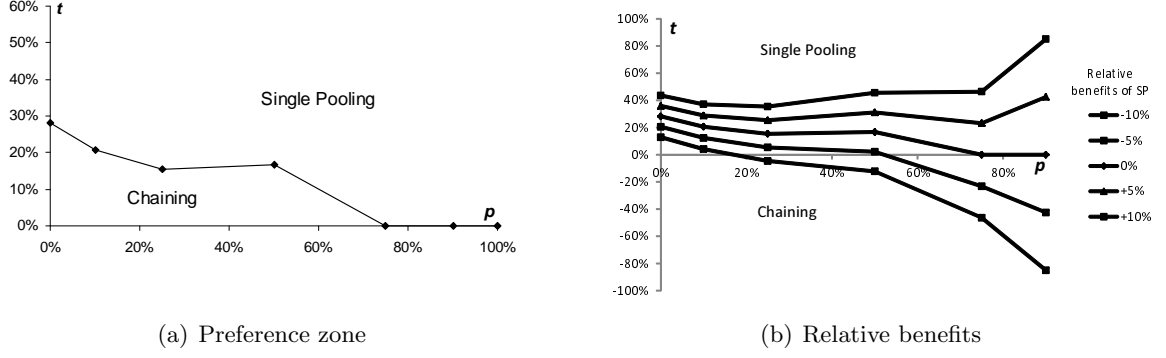 60%
t
50%
40%
30%
20%
10%
0%
Single Pooling
Chaining
p
0%
20%
40%
60%
80%
100%
(a) Preference zone
100%
t
80%
60%
40%
20%
0%
-20%
-40%
-60%
-80%
-100%
Single Pooling
0%
20%
40%
60%
80%
p
Chaining
Relative
benefits of SP
-10%
-5%
0%
+5%
+10%
(b) Relative benefits